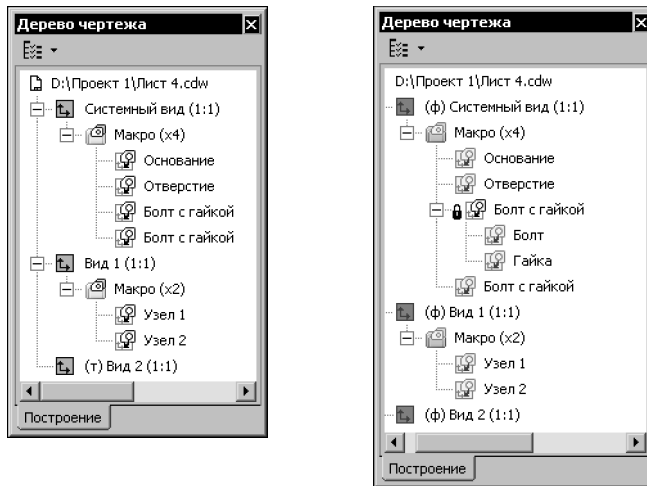 Дерево чертежа
D:\Проект 1\Лист 4.cdw
Системный вид (1:1)
Макро (x4)
Основание
Отверстие
Болт с гайкой
Болт с гайкой
Вид 1 (1:1)
Макро (x2)
Узел 1
Узел 2
(т) Вид 2 (1:1)
Построение
Дерево чертежа
D:\Проект 1\Лист 4.cdw
(ф) Системный вид (1:1)
Макро (x4)
Основание
Отверстие
Болт с гайкой
Болт
Гайка
Болт с гайкой
(ф) Вид 1 (1:1)
Макро (x2)
Узел 1
Узел 2
(ф) Вид 2 (1:1)
Построение